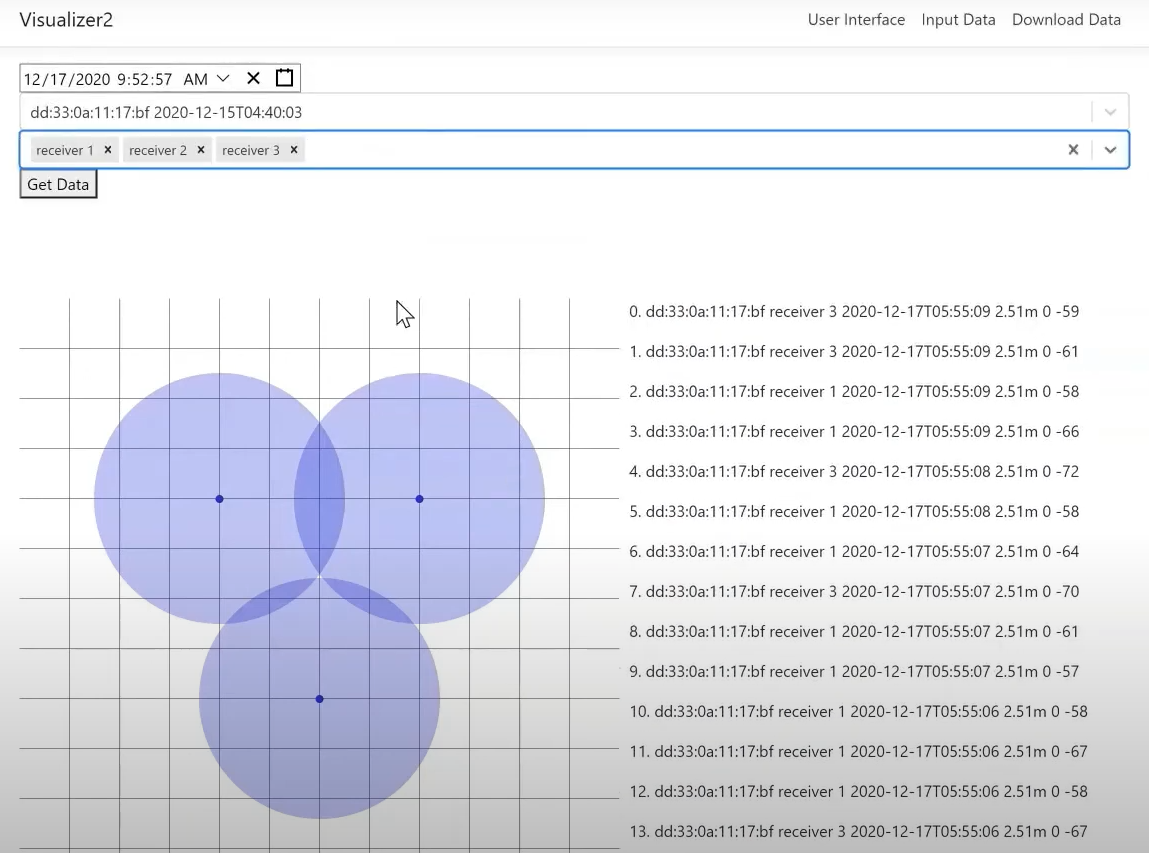 Visualizer2
User Interface Input Data Download Data
12/17/2020 9:52:57 AM
dd:33:0a:11:17:bf 2020-12-15T04:40:03
receiver 1 receiver 2 receiver 3
Get Data
0. dd:33:0a:11:17:bf receiver 3 2020-12-17T05:55:09 2.51m 0 -59
1. dd:33:0a:11:17:bf receiver 3 2020-12-17T05:55:09 2.51m 0 -61
2. dd:33:0a:11:17:bf receiver 1 2020-12-17T05:55:09 2.51m 0 -58
3. dd:33:0a:11:17:bf receiver 1 2020-12-17T05:55:09 2.51m 0 -66
4. dd:33:0a:11:17:bf receiver 3 2020-12-17T05:55:08 2.51m 0 -72
5. dd:33:0a:11:17:bf receiver 1 2020-12-17T05:55:08 2.51m 0 -58
6. dd:33:0a:11:17:bf receiver 1 2020-12-17T05:55:07 2.51m 0 -64
7. dd:33:0a:11:17:bf receiver 3 2020-12-17T05:55:07 2.51m 0 -70
8. dd:33:0a:11:17:bf receiver 1 2020-12-17T05:55:07 2.51m 0 -61
9. dd:33:0a:11:17:bf receiver 1 2020-12-17T05:55:07 2.51m 0 -57
10. dd:33:0a:11:17:bf receiver 1 2020-12-17T05:55:06 2.51m 0 -58
11. dd:33:0a:11:17:bf receiver 1 2020-12-17T05:55:06 2.51m 0 -67
12. dd:33:0a:11:17:bf receiver 1 2020-12-17T05:55:06 2.51m 0 -58
13. dd:33:0a:11:17:bf receiver 3 2020-12-17T05:55:06 2.51m 0 -67